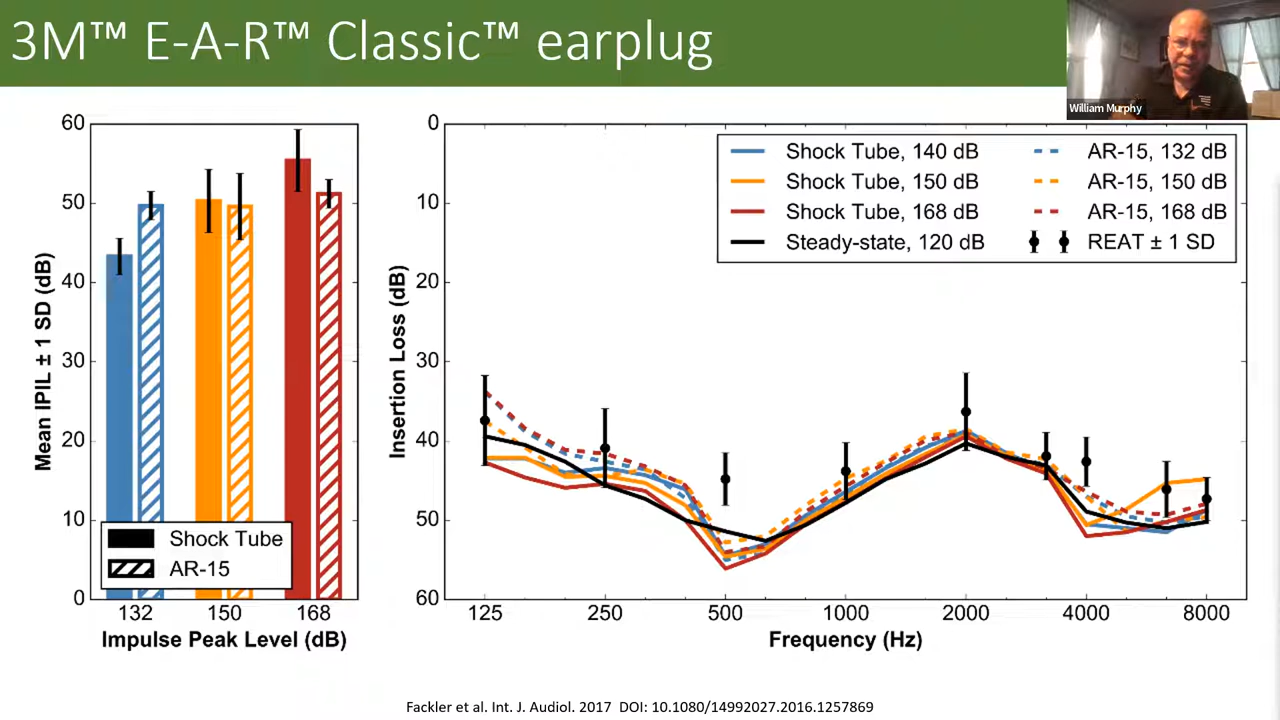 3M™ E-A-R™ Classic™ earplug
William Murphy
Mean IPIL ± 1 SD (dB)
60
50
40
30
20
10
0
Shock Tube
AR-15
132
150
168
Impulse Peak Level (dB)
Insertion Loss (dB)
0
10
20
30
40
50
60
Shock Tube, 140 dB
Shock Tube, 150 dB
Shock Tube, 168 dB
Steady-state, 120 dB
AR-15, 132 dB
AR-15, 150 dB
AR-15, 168 dB
REAT ± 1 SD
125
250
500
1000
2000
4000
8000
Frequency (Hz)
Fackler et al. Int. J. Audiol. 2017 DOI: 10.1080/14992027.2016.1257869